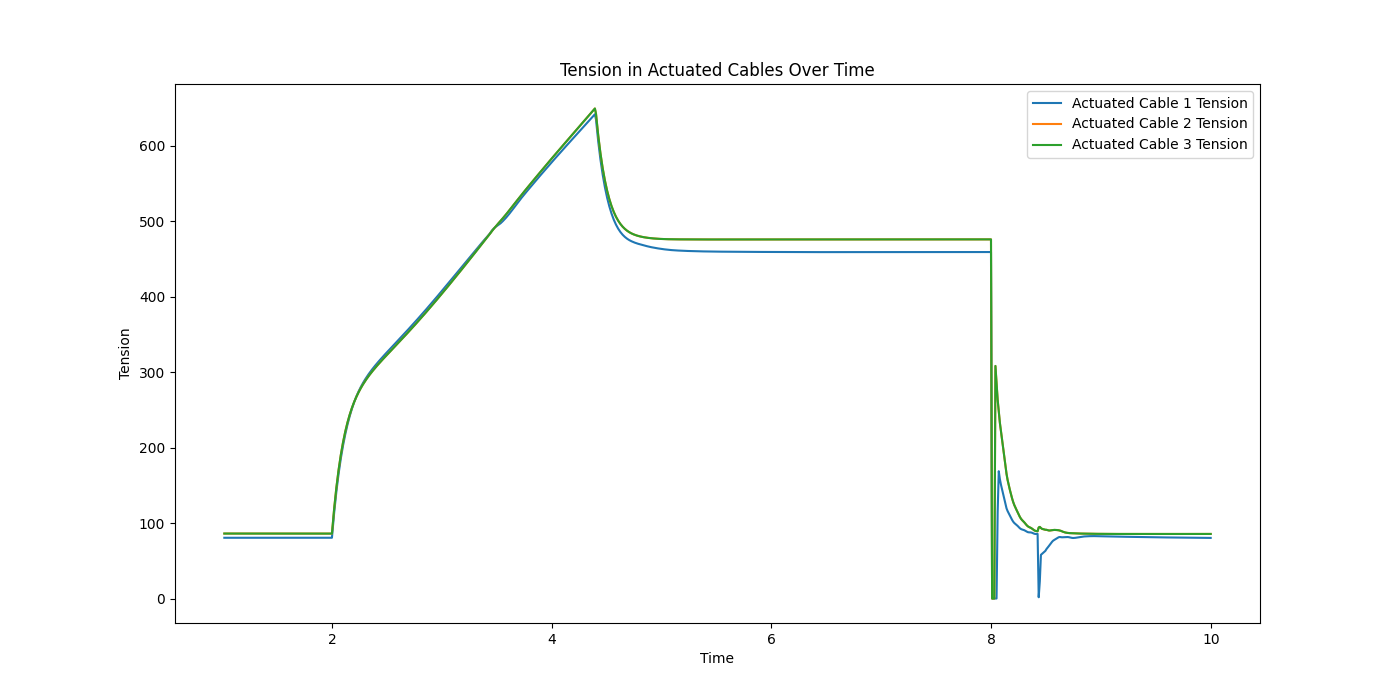 Tension in Actuated Cables Over Time
Actuated Cable 1 Tension
Actuated Cable 2 Tension
Actuated Cable 3 Tension
Tension
600
500
400
300
200
100
0
2 4 6 8 10
Time